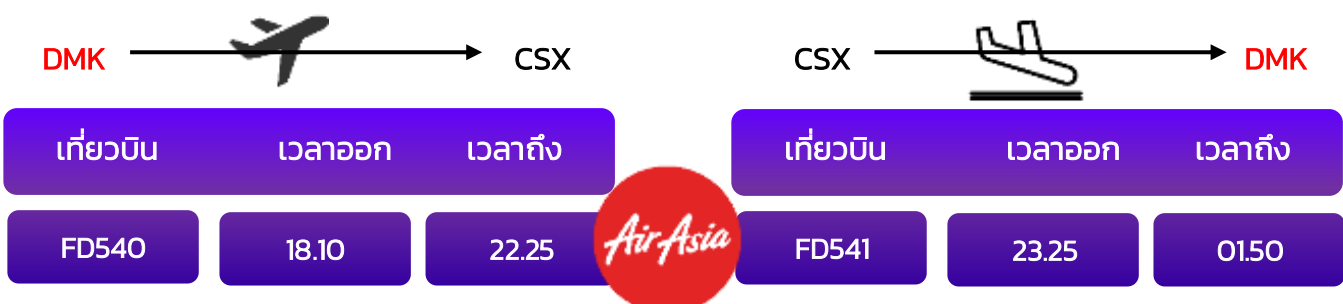 DMK CSX CSX DMK
เที่ยวบิน เวลาออก เวลาถึง เที่ยวบิน เวลาออก เวลาถึง
FD540 18.10 22.25 AirAsia FD541 23.25 01.50